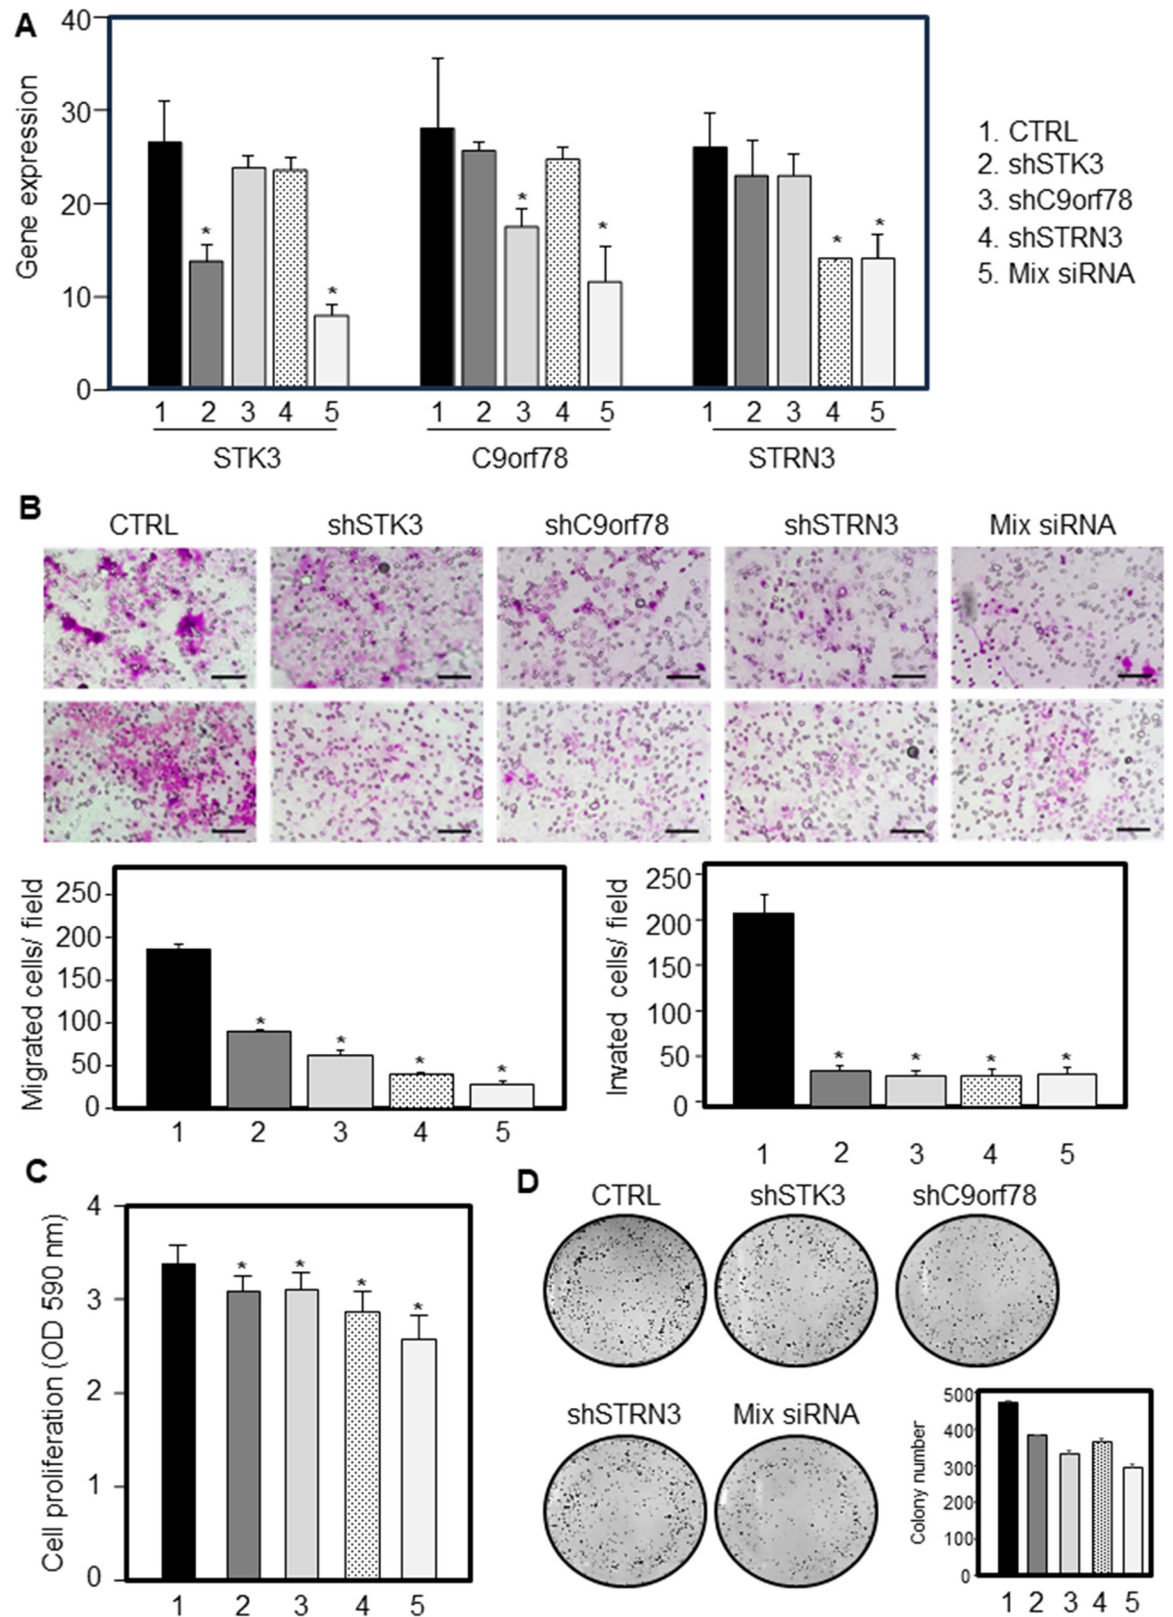 A
Gene expression
40
30
20
10
0
* * * * * *
1 2 3 4 5 1 2 3 4 5 1 2 3 4 5
STK3 C9orf78 STRN3
1. CTRL
2. shSTK3
3. shC9orf78
4. shSTRN3
5. Mix siRNA
B
CTRL shSTK3 shC9orf78 shSTRN3 Mix siRNA
Migrated cells/ field
250
200
150
100
50
0
* * * *
1 2 3 4 5
Invated cells/ field
250
200
150
100
50
0
* * * *
1 2 3 4 5
C
Cell proliferation (OD 590 nm)
4
3
2
1
0
* * * *
1 2 3 4 5
D
CTRL shSTK3 shC9orf78
shSTRN3 Mix siRNA
Colony number
500
400
300
200
100
0
1 2 3 4 5